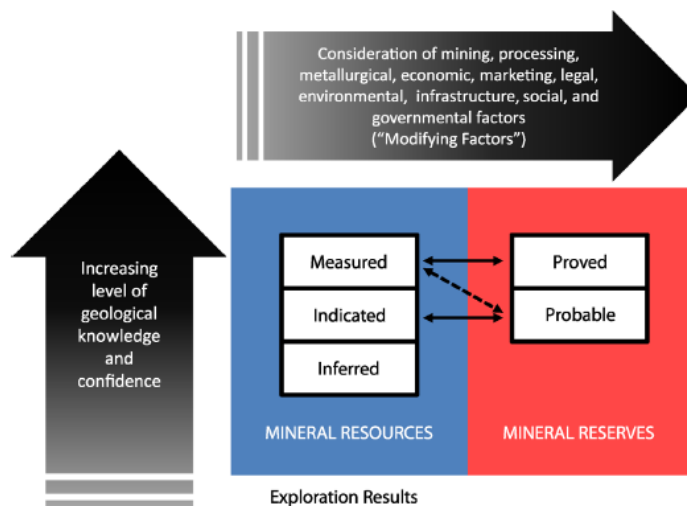 Consideration of mining, processing,
metallurgical, economic, marketing, legal,
environmental, infrastructure, social, and
governmental factors
("Modifying Factors")
Increasing
level of
geological
knowledge
and
confidence
Measured
Indicated
Inferred
MINERAL RESOURCES
Proved
Probable
MINERAL RESERVES
Exploration Results